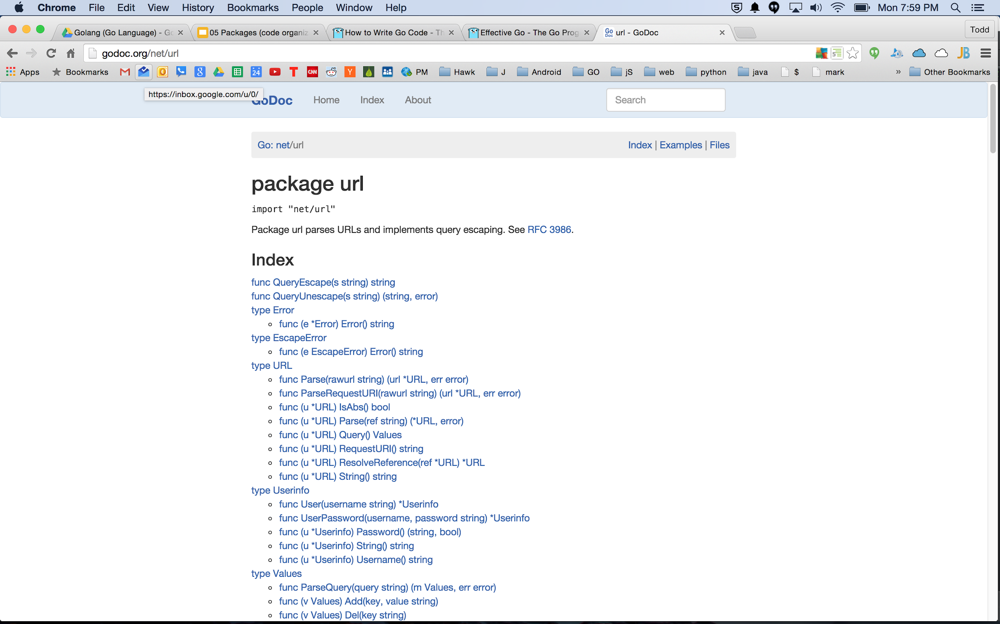 Chrome File Edit View History Bookmarks People Window Help Mon 7:59 PM
Golang (Go Language) - Go 05 Packages (code organiz How to Write Go Code - Th Effective Go - The Go Prog Go Doc url - GoDoc Todd
godoc.org/net/url JB
Apps Bookmarks 24 CNN Y PM Hawk J Android GO jS web python java $ mark » Other Bookmarks
https://inbox.google.com/u/0/
GoDoc Home Index About Search
Go: net/url Index | Examples | Files
package url
import "net/url"
Package url parses URLs and implements query escaping. See RFC 3986.
Index
func QueryEscape(s string) string
func QueryUnescape(s string) (string, error)
type Error
func (e *Error) Error() string
type EscapeError
func (e EscapeError) Error() string
type URL
func Parse(rawurl string) (url *URL, err error)
func ParseRequestURI(rawurl string) (url *URL, err error)
func (u *URL) IsAbs() bool
func (u *URL) Parse(ref string) (*URL, error)
func (u *URL) Query() Values
func (u *URL) RequestURI() string
func (u *URL) ResolveReference(ref *URL) *URL
func (u *URL) String() string
type Userinfo
func User(username string) *Userinfo
func UserPassword(username, password string) *Userinfo
func (u *Userinfo) Password() (string, bool)
func (u *Userinfo) String() string
func (u *Userinfo) Username() string
type Values
func ParseQuery(query string) (m Values, err error)
func (v Values) Add(key, value string)
func (v Values) Del(key string)